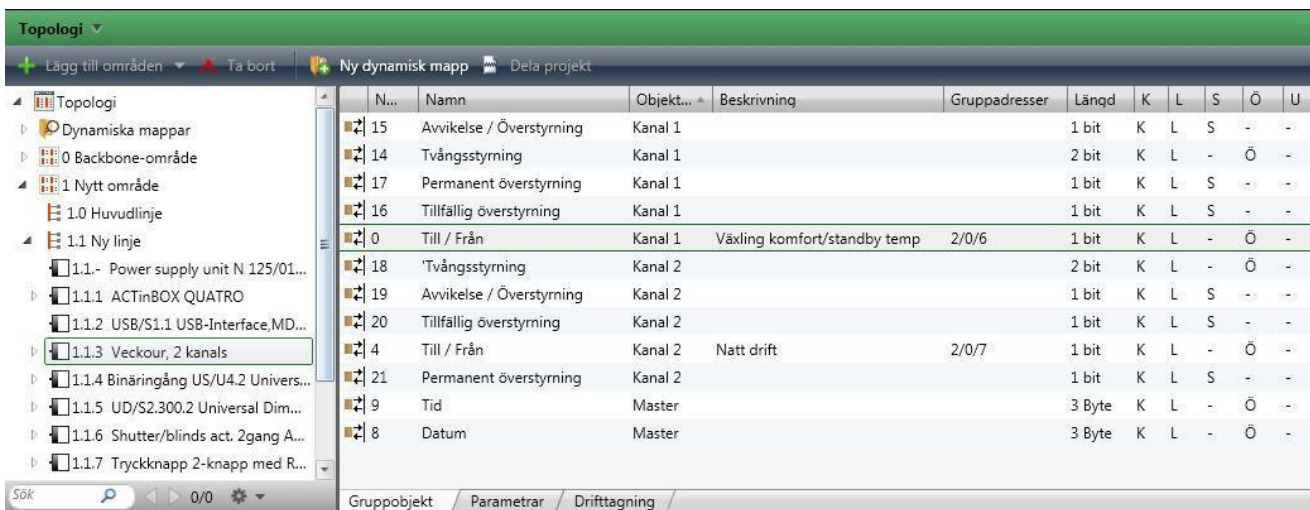 Topologi
Lägg till områden Ta bort Ny dynamisk mapp Dela projekt
Topologi
Dynamiska mappar
0 Backbone-område
1 Nytt område
1.0 Huvudlinje
1.1 Ny linje
1.1.- Power supply unit N 125/01...
1.1.1 ACTinBOX QUATRO
1.1.2 USB/S1.1 USB-Interface,MD...
1.1.3 Veckour, 2 kanals
1.1.4 Binäringång US/U4.2 Univers...
1.1.5 UD/S2.300.2 Universal Dim...
1.1.6 Shutter/blinds act. 2gang A...
1.1.7 Tryckknapp 2-knapp med R...
Sök 0/0
N... Namn Objekt... Beskrivning Gruppadresser Längd K L S Ö U
15 Avvikelse / Överstyrning Kanal 1 1 bit K L S - -
14 Tvångsstyrning Kanal 1 2 bit K L - Ö -
17 Permanent överstyrning Kanal 1 1 bit K L S - -
16 Tillfällig överstyrning Kanal 1 1 bit K L S - -
0 Till / Från Kanal 1 Växling komfort/standby temp 2/0/6 1 bit K L - Ö -
18 'Tvångsstyrning Kanal 2 2 bit K L - Ö -
19 Avvikelse / Överstyrning Kanal 2 1 bit K L S - -
20 Tillfällig överstyrning Kanal 2 1 bit K L S - -
4 Till / Från Kanal 2 Natt drift 2/0/7 1 bit K L - Ö -
21 Permanent överstyrning Kanal 2 1 bit K L S - -
9 Tid Master 3 Byte K L - Ö -
8 Datum Master 3 Byte K L - Ö -
Gruppobjekt / Parametrar / Drifttagning /